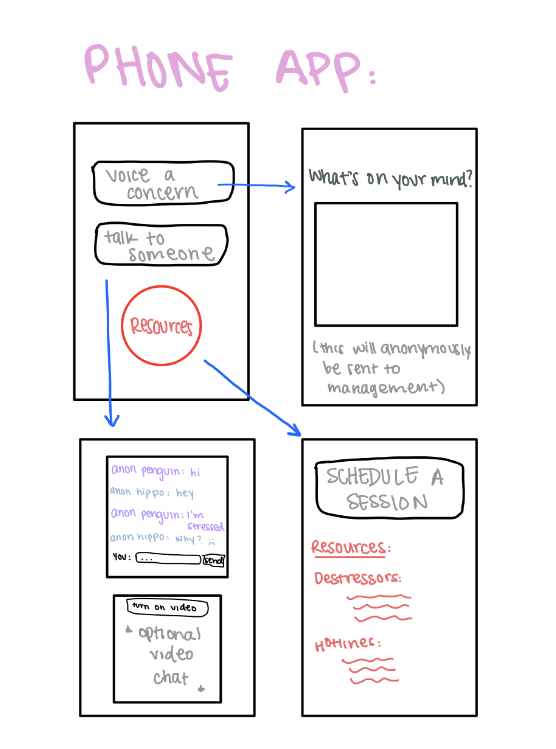 PHONE APP:
voice a
concern
talk to
someone
Resources
What's on your mind?
(this will anonymously
be sent to
management)
anon penguin: hi
anon hippo: hey
anon penguin: I'm
stressed
anon hippo: why? :(
You: ... send
turn on video
* optional
video
chat *
SCHEDULE A
SESSION
Resources:
Destressors:
Hotlines: